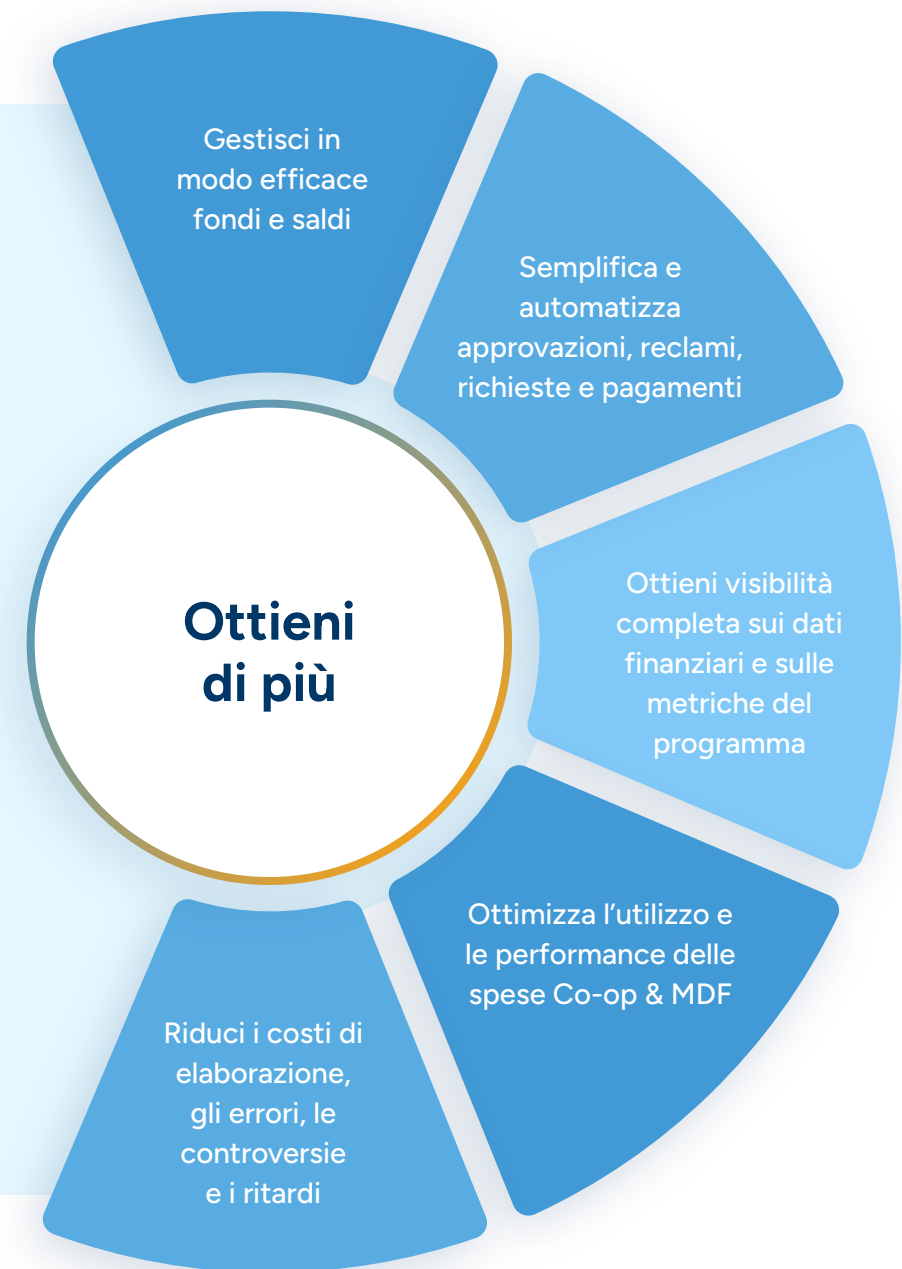 Gestisci in
modo efficace
fondi e saldi
Semplifica e
automatizza
approvazioni, reclami,
richieste e pagamenti
Ottieni visibilità
completa sui dati
finanziari e sulle
metriche del
programma
Ottieni
di più
Ottimizza l’utilizzo e
le performance delle
spese Co-op & MDF
Riduci i costi di
elaborazione,
gli errori, le
controversie
e i ritardi